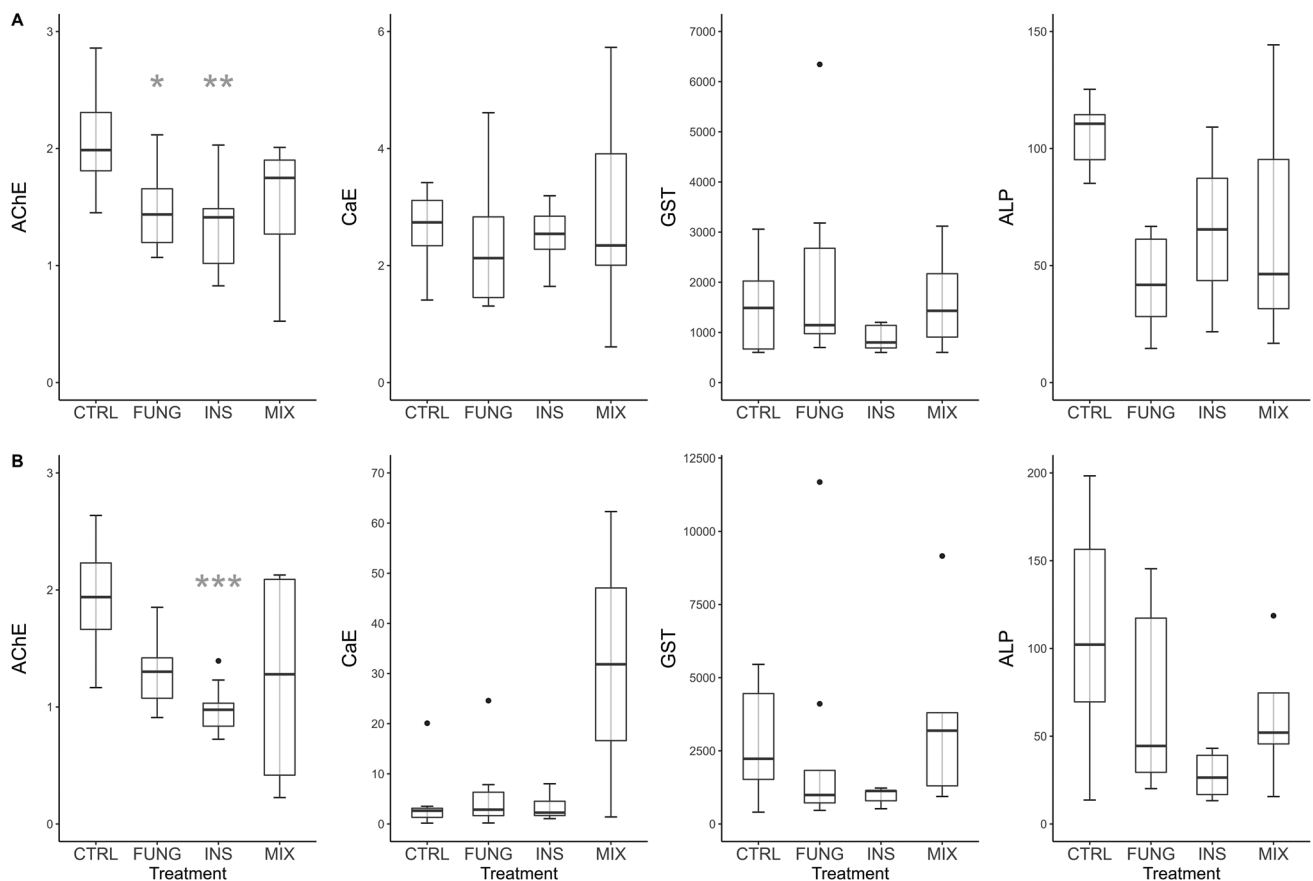 A
AChE
3
2
1
0
* **
CTRL FUNG INS MIX
CaE
6
4
2
0
CTRL FUNG INS MIX
GST
7000
6000
5000
4000
3000
2000
1000
0
CTRL FUNG INS MIX
ALP
150
100
50
0
CTRL FUNG INS MIX
B
AChE
3
2
1
0
***
CTRL FUNG INS MIX
Treatment
CaE
70
60
50
40
30
20
10
0
CTRL FUNG INS MIX
Treatment
GST
12500
10000
7500
5000
2500
0
CTRL FUNG INS MIX
Treatment
ALP
200
150
100
50
0
CTRL FUNG INS MIX
Treatment